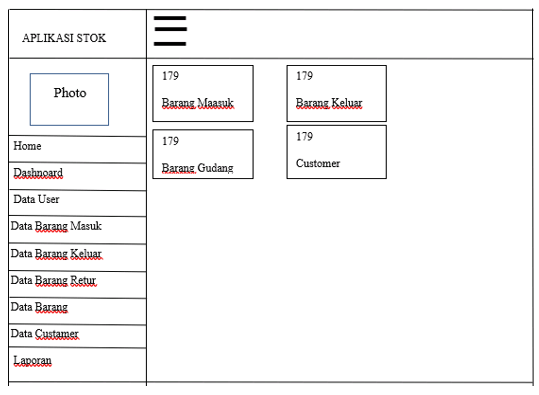 APLIKASI STOK
Photo
Home
Dashnoard
Data User
Data Barang Masuk
Data Barang Keluar
Data Barang Retur
Data Barang
Data Custamer
Laporan
179
Barang Maasuk
179
Barang Keluar
179
Barang Gudang
179
Customer